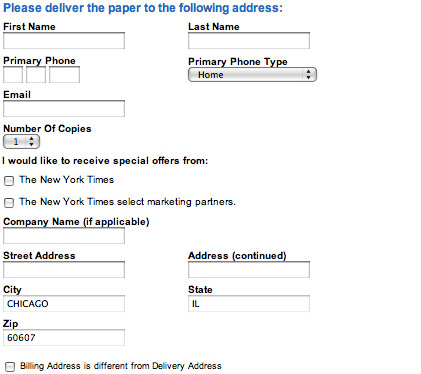 Please deliver the paper to the following address:
First Name Last Name
Primary Phone Primary Phone Type
Home
Email
Number Of Copies
1
I would like to receive special offers from:
The New York Times
The New York Times select marketing partners.
Company Name (if applicable)
Street Address Address (continued)
City State
CHICAGO IL
Zip
60607
Billing Address is different from Delivery Address